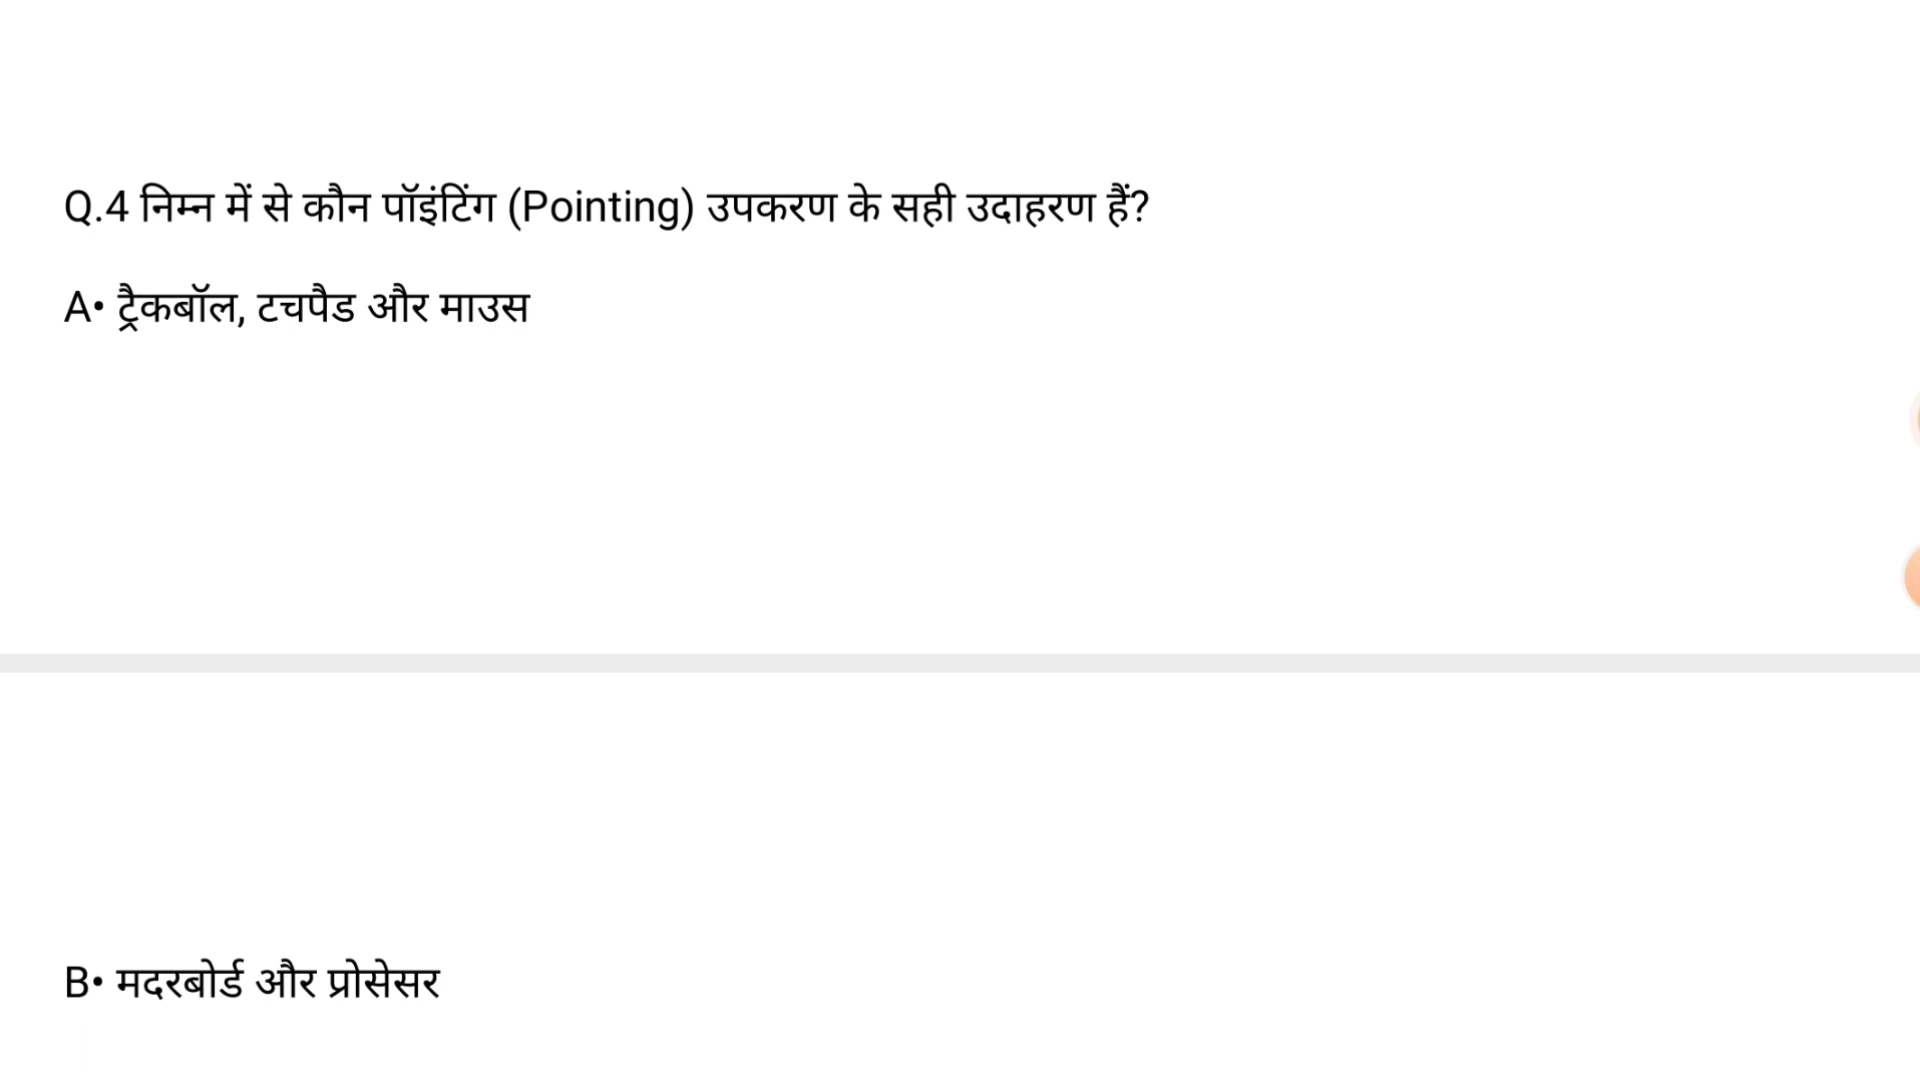 Q.4 निम्न में से कौन पॉइंटिंग (Pointing) उपकरण के सही उदाहरण हैं?
A• ट्रैकबॉल, टचपैड और माउस
B• मदरबोर्ड और प्रोसेसर